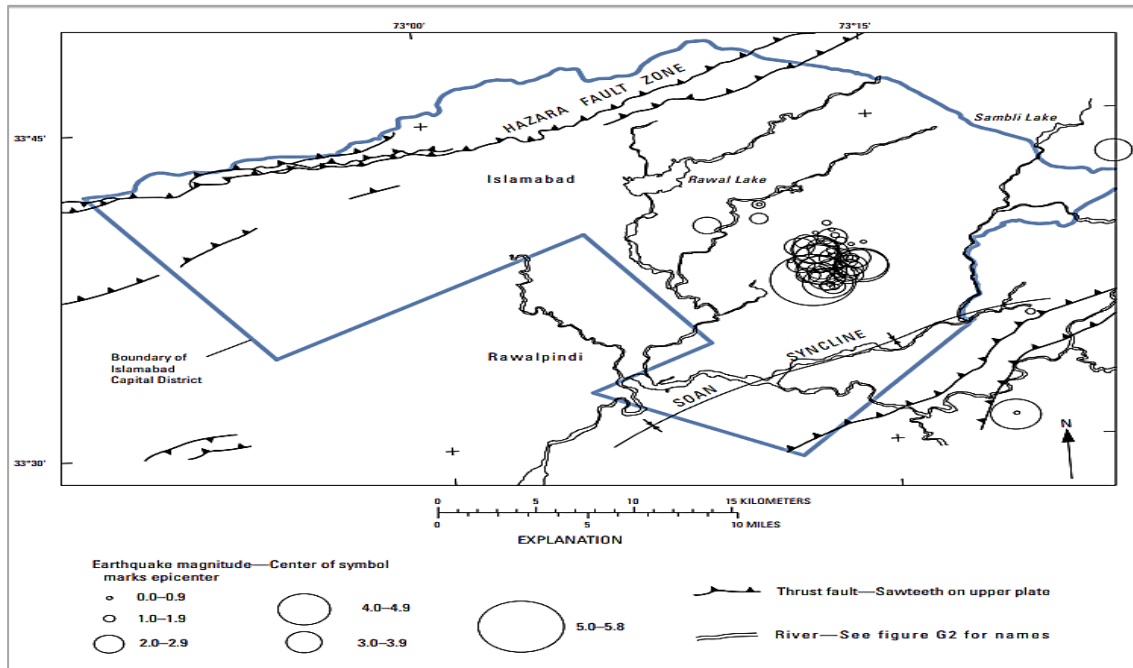 73°00'
73°15'
HAZARA FAULT ZONE
Sambli Lake
33°45'
Islamabad
Rawal Lake
Boundary of
Islamabad
Capital District
Rawalpindi
SOAN SYNCLINE
N
33°30'
0 5 10 15 KILOMETERS
0 5 10 MILES
EXPLANATION
Earthquake magnitude—Center of symbol
marks epicenter
0.0–0.9
1.0–1.9
2.0–2.9
4.0–4.9
3.0–3.9
5.0–5.8
Thrust fault—Sawteeth on upper plate
River—See figure G2 for names